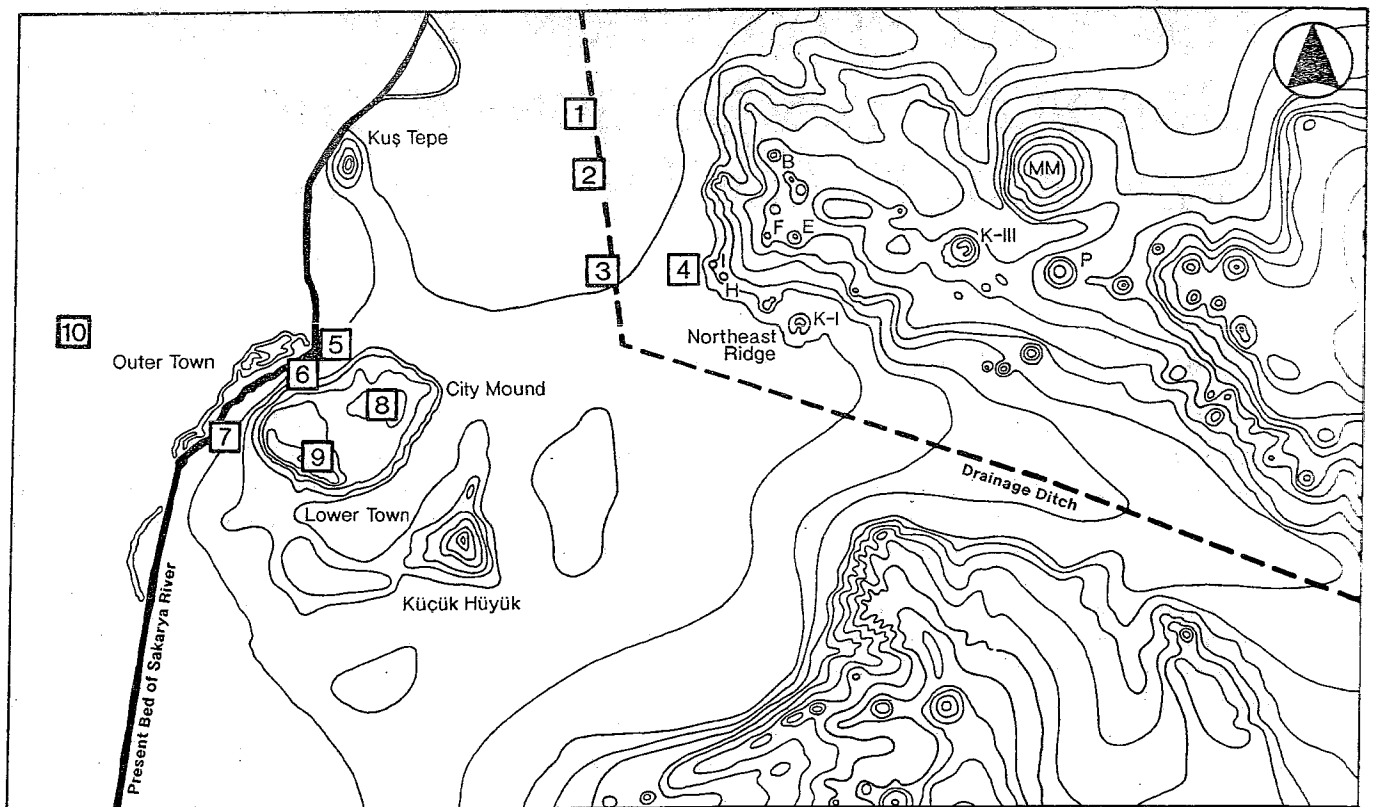 Kuş Tepe
1
2
3
4
B
F
E
I
H
K-III
MM
P
K-I
Northeast
Ridge
10
Outer Town
5
6
7
8
9
City Mound
Lower Town
Küçük Hüyük
Drainage Ditch
Present Bed of Sakarya River